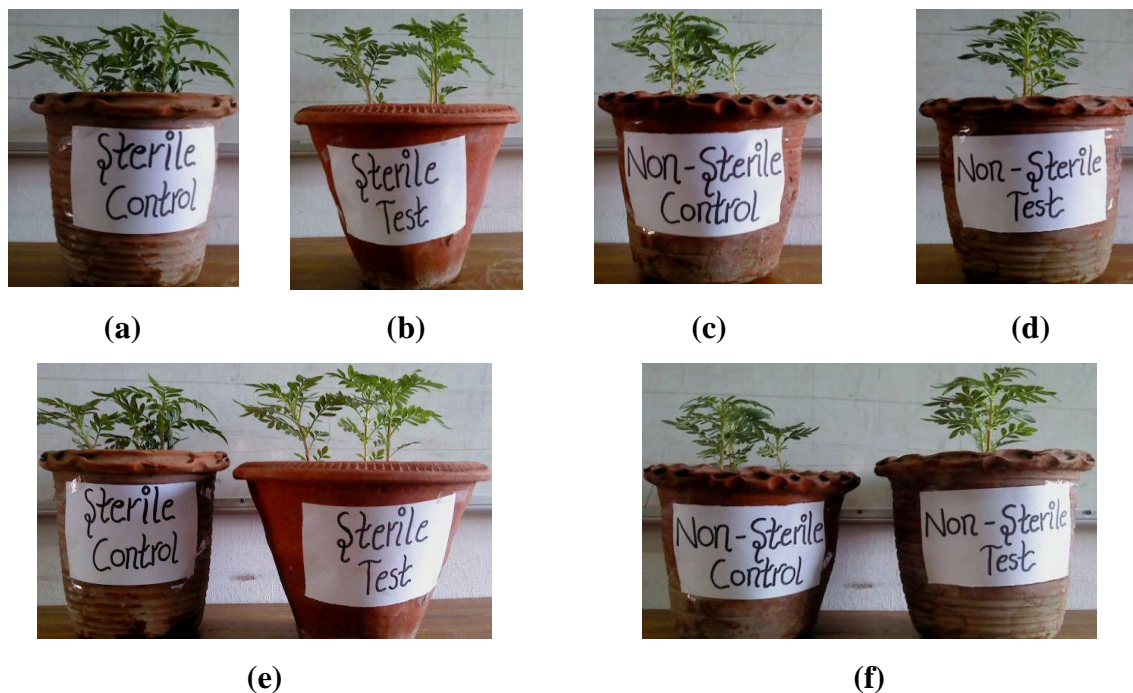 Sterile
Control
Sterile
Test
Non-Sterile
Control
Non-Sterile
Test
(a)
(b)
(c)
(d)
Sterile
Control
Sterile
Test
Non-Sterile
Control
Non-Sterile
Test
(e)
(f)